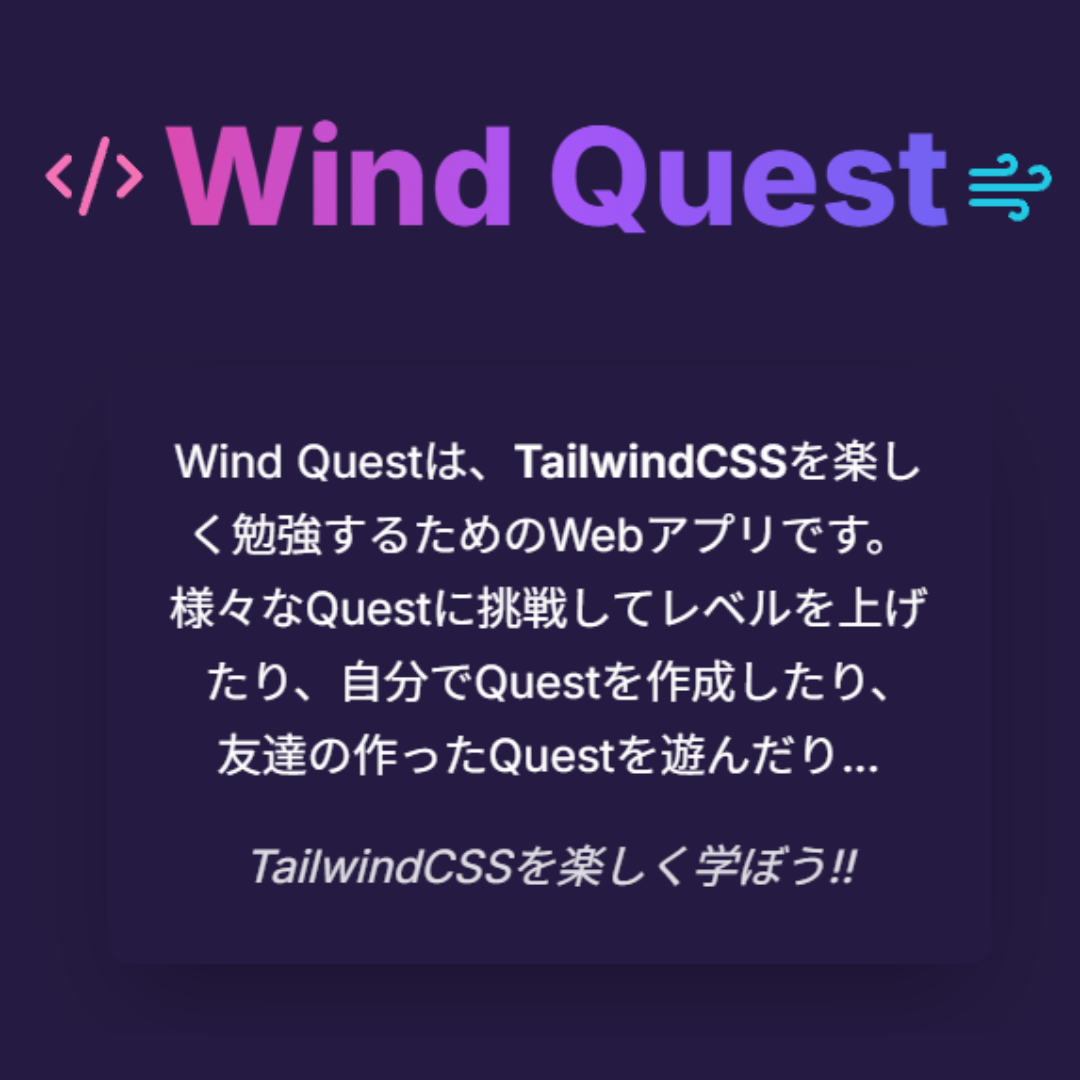 </> Wind Quest
Wind Questは、TailwindCSSを楽し
く勉強するためのWebアプリです。
様々なQuestに挑戦してレベルを上げ
たり、自分でQuestを作成したり、
友達の作ったQuestを遊んだり...
TailwindCSSを楽しく学ぼう!!